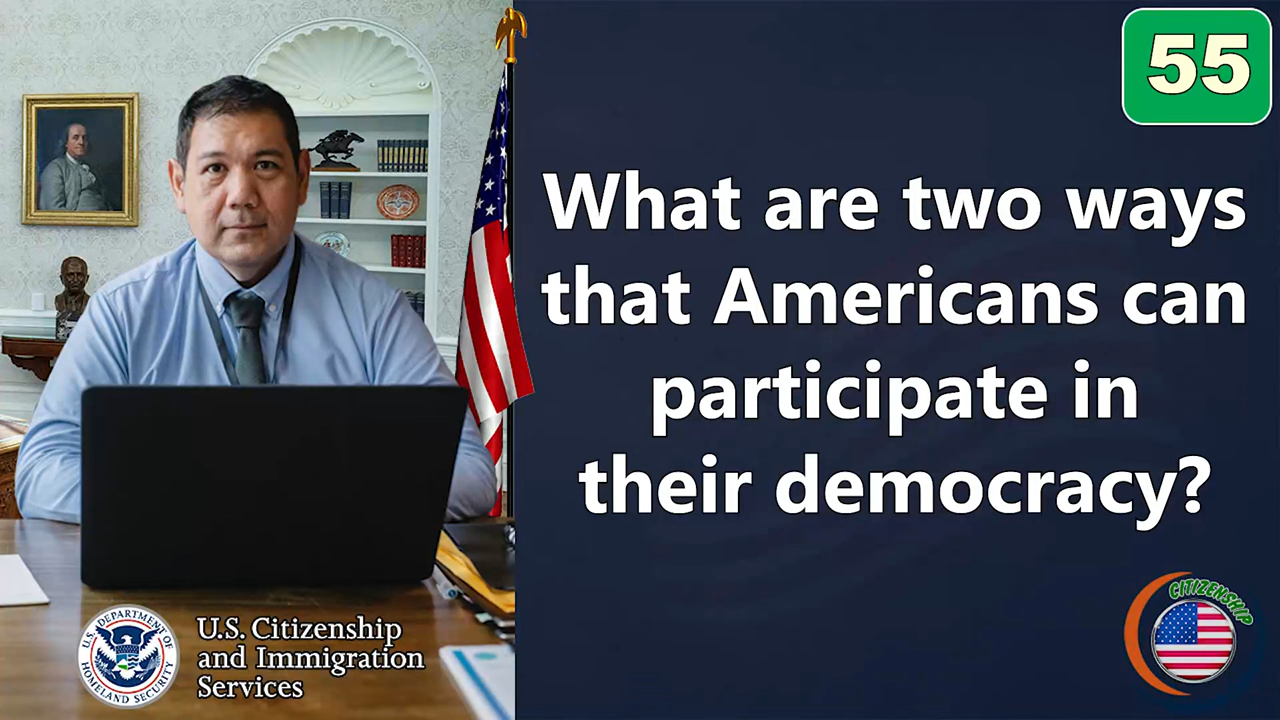 55
What are two ways
that Americans can
participate in
their democracy?
U.S. DEPARTMENT OF
HOMELAND SECURITY
U.S. Citizenship
and Immigration
Services
CITIZENSHIP